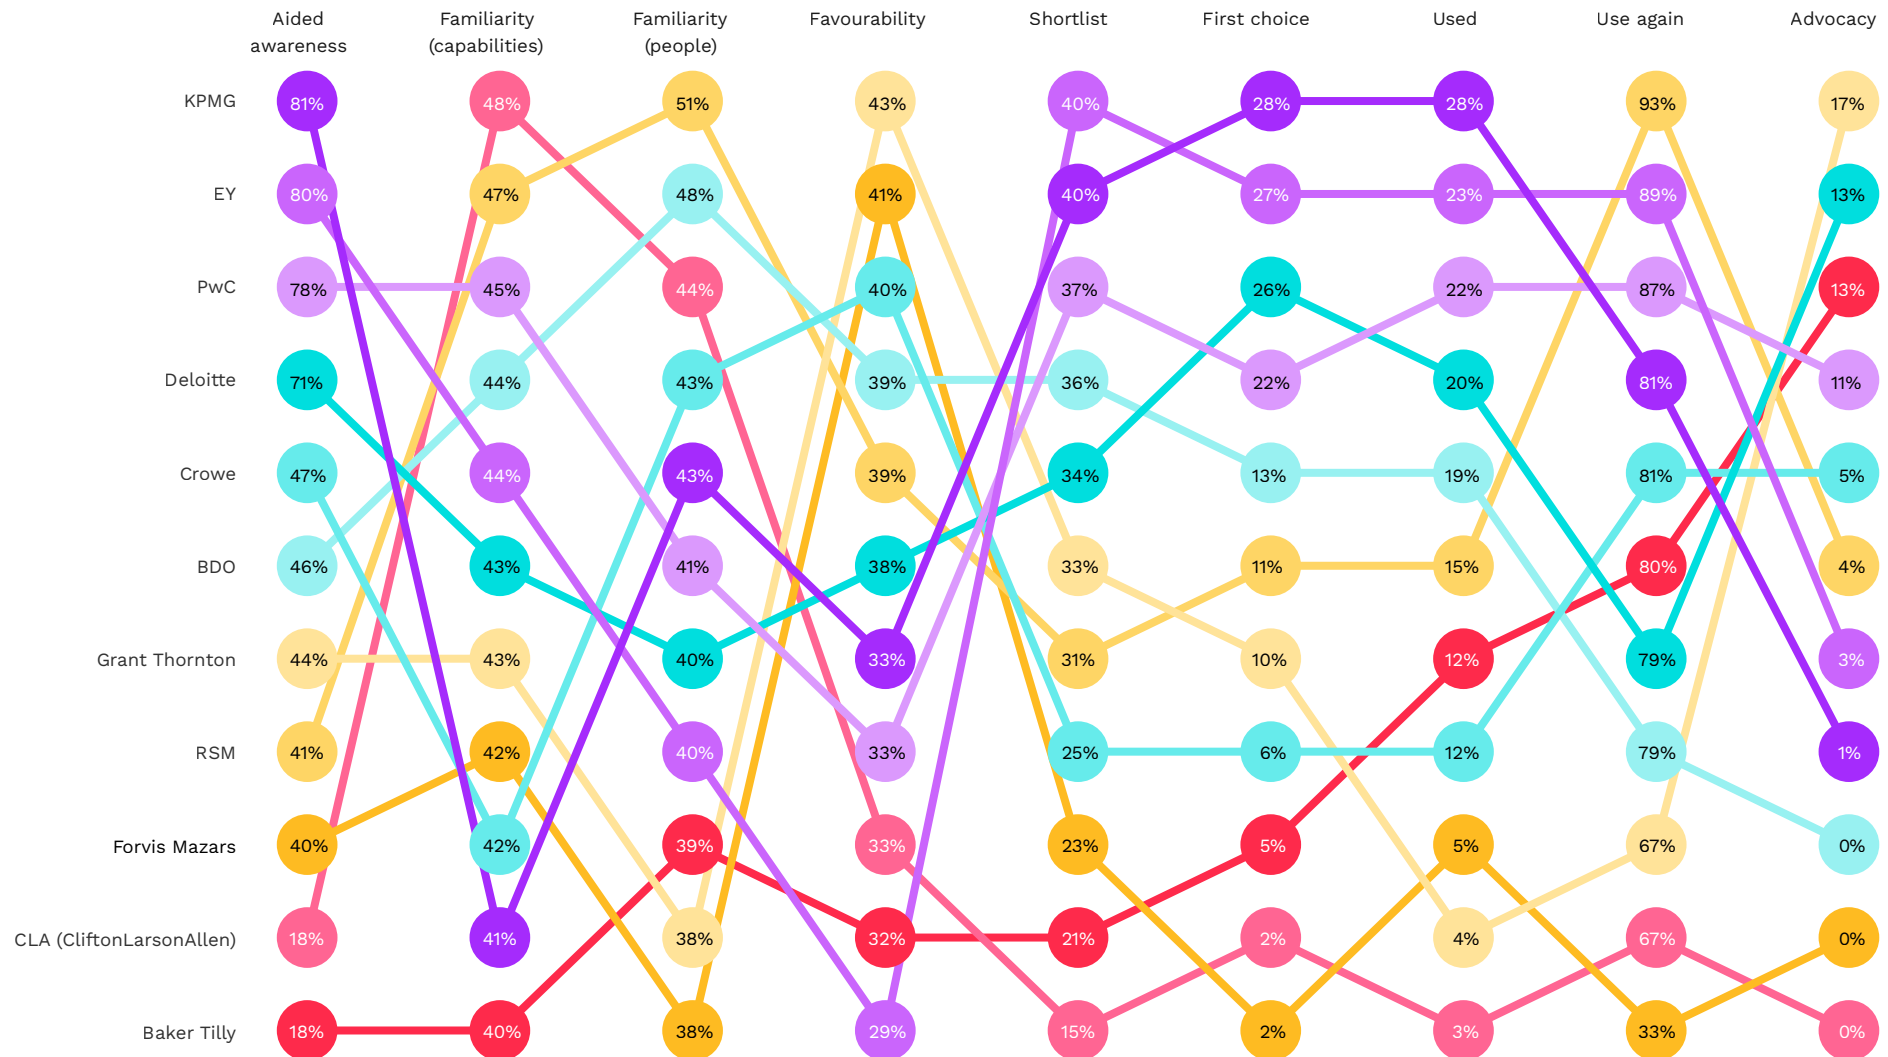 Aided Familiarity Familiarity Favourability Shortlist First choice Used Use again Advocacy
awareness (capabilities) (people)
KPMG 81% 48% 51% 43% 40% 28% 28% 93% 17%
EY 80% 47% 48% 41% 40% 27% 23% 89% 13%
PwC 78% 45% 44% 40% 37% 26% 22% 87% 13%
Deloitte 71% 44% 43% 39% 36% 22% 20% 81% 11%
Crowe 47% 44% 43% 39% 34% 13% 19% 81% 5%
BDO 46% 43% 41% 38% 33% 11% 15% 80% 4%
Grant Thornton 44% 43% 40% 33% 31% 10% 12% 79% 3%
RSM 41% 42% 40% 33% 25% 6% 12% 79% 1%
Forvis Mazars 40% 42% 39% 33% 23% 5% 5% 67% 0%
CLA (CliftonLarsonAllen) 18% 41% 38% 32% 21% 2% 4% 67% 0%
Baker Tilly 18% 40% 38% 29% 15% 2% 3% 33% 0%